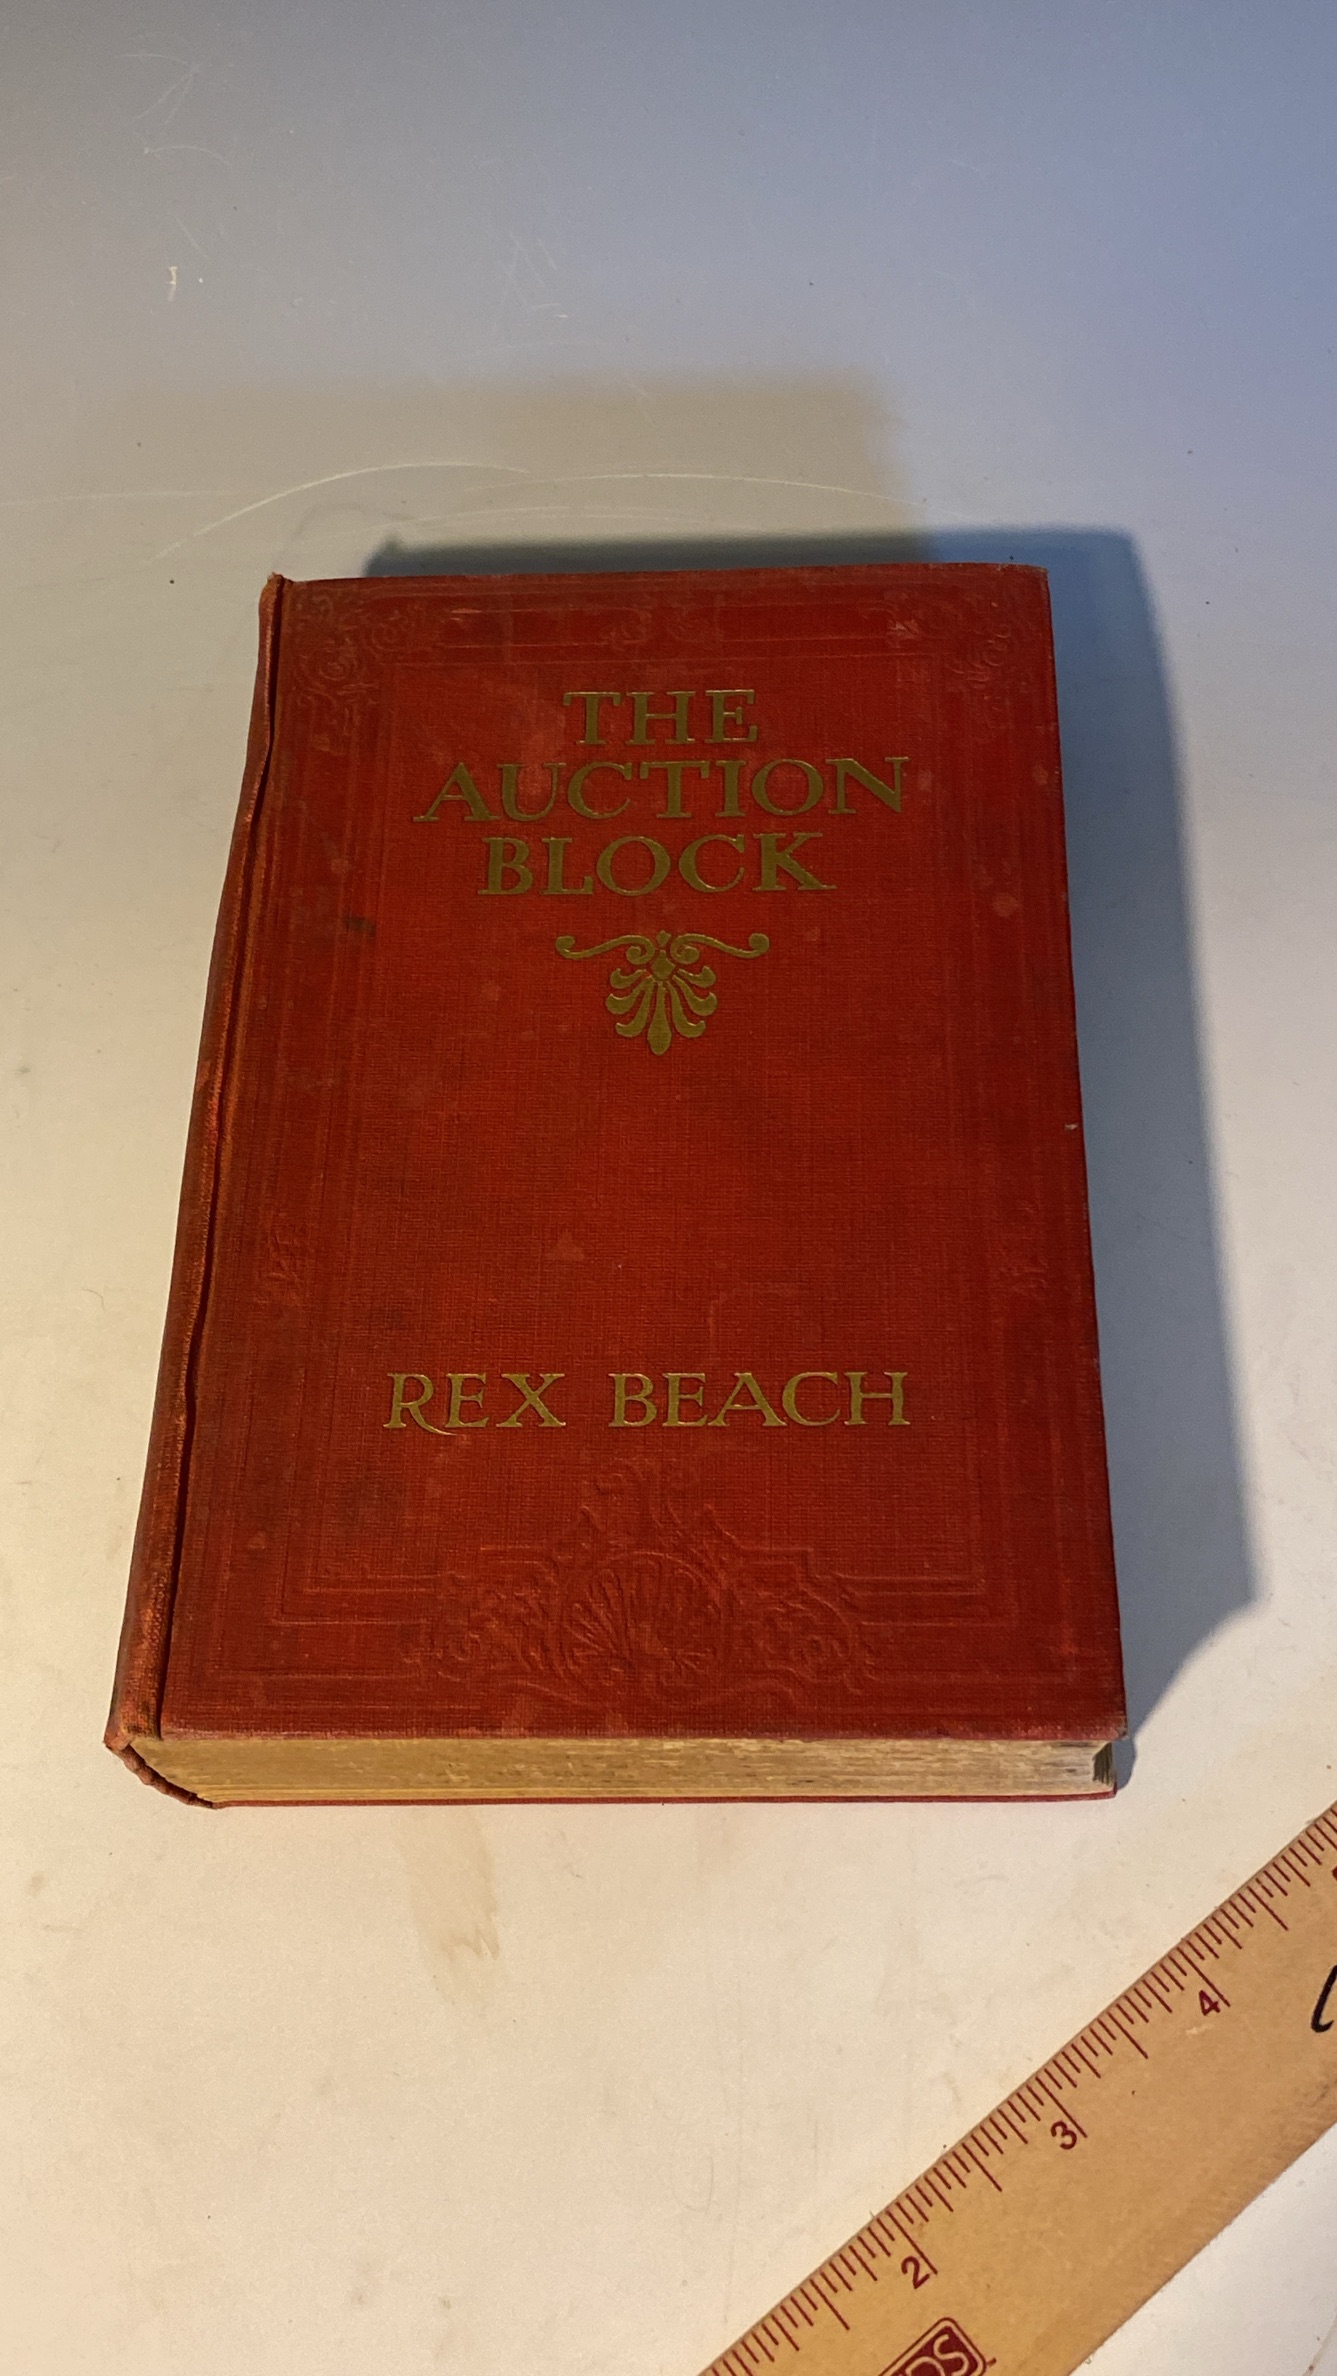 THE
AUCTION
BLOCK
REX BEACH
4
3
2